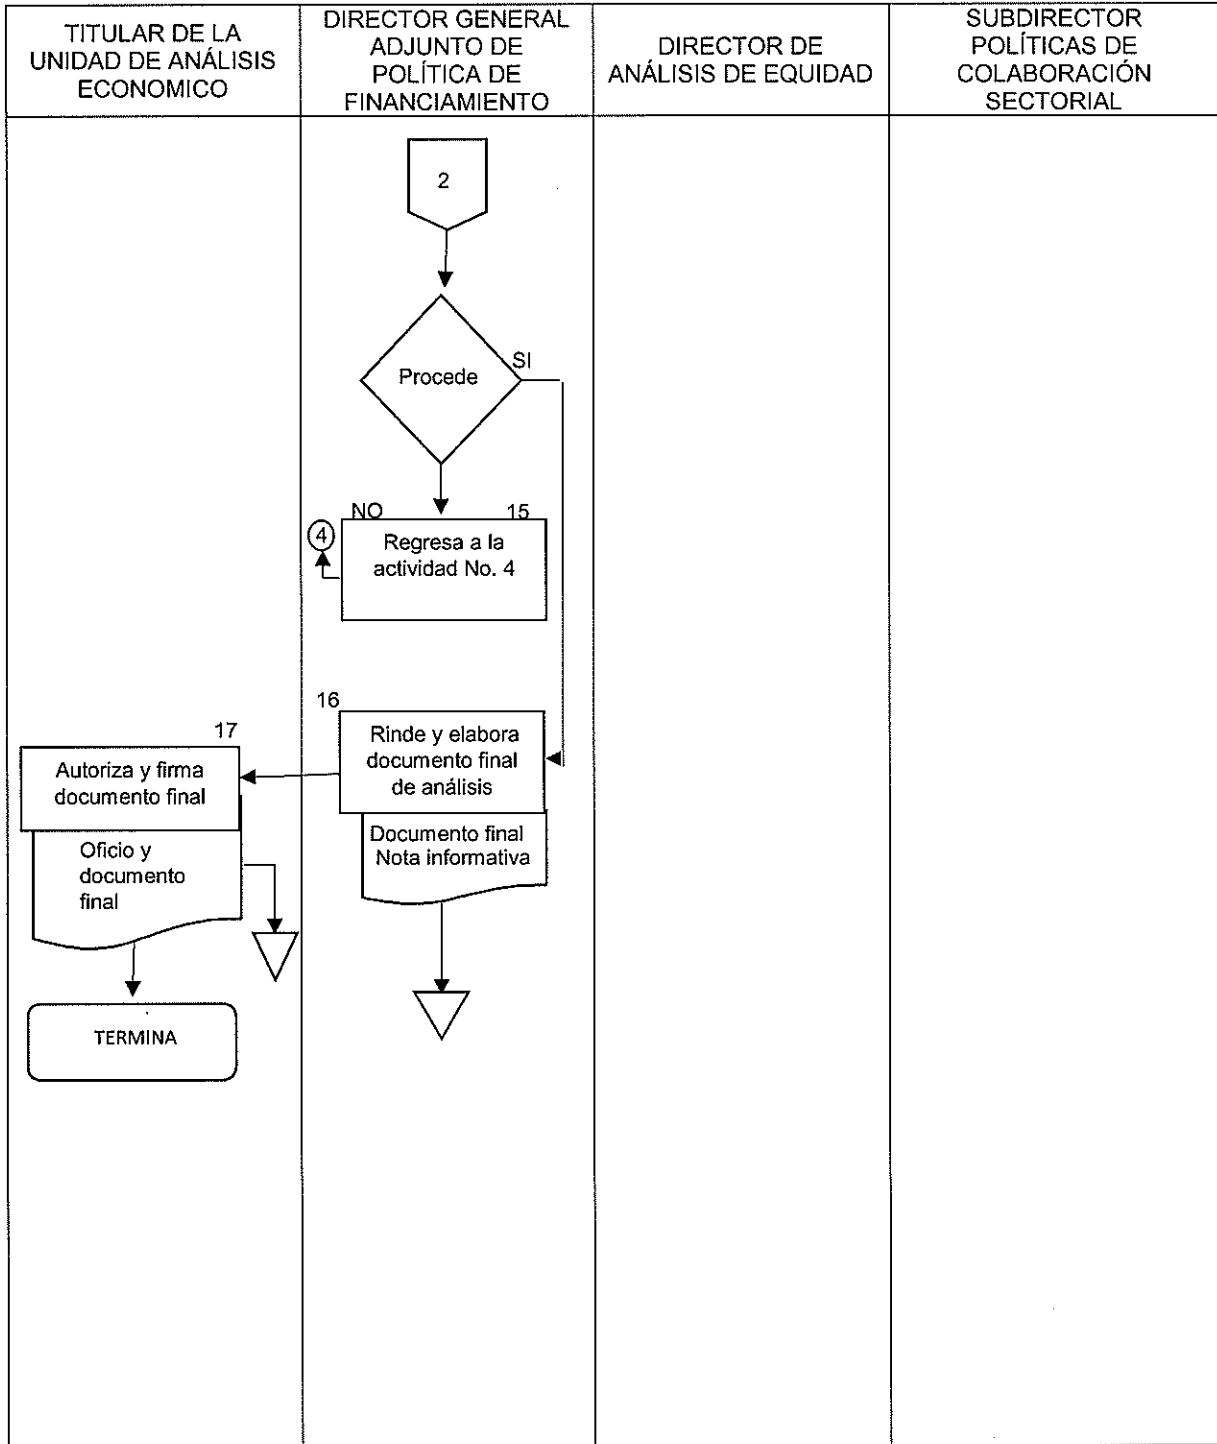 TITULAR DE LA
UNIDAD DE ANÁLISIS
ECONOMICO
DIRECTOR GENERAL
ADJUNTO DE
POLÍTICA DE
FINANCIAMIENTO
DIRECTOR DE
ANÁLISIS DE EQUIDAD
SUBDIRECTOR
POLÍTICAS DE
COLABORACIÓN
SECTORIAL
2
Procede
SI
NO
15
4
Regresa a la
actividad No. 4
16
Rinde y elabora
documento final
de análisis
Documento final
Nota informativa
17
Autoriza y firma
documento final
Oficio y
documento
final
TERMINA